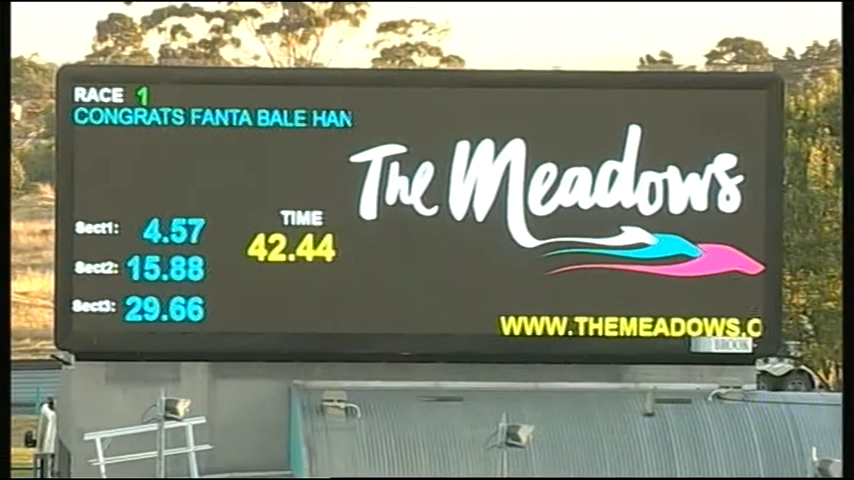 RACE 1
CONGRATS FANTA BALE HAN
The Meadows
Sect1: 4.57
TIME
42.44
Sect2: 15.88
Sect3: 29.66
WWW.THEMEADOWS.C
BROOK